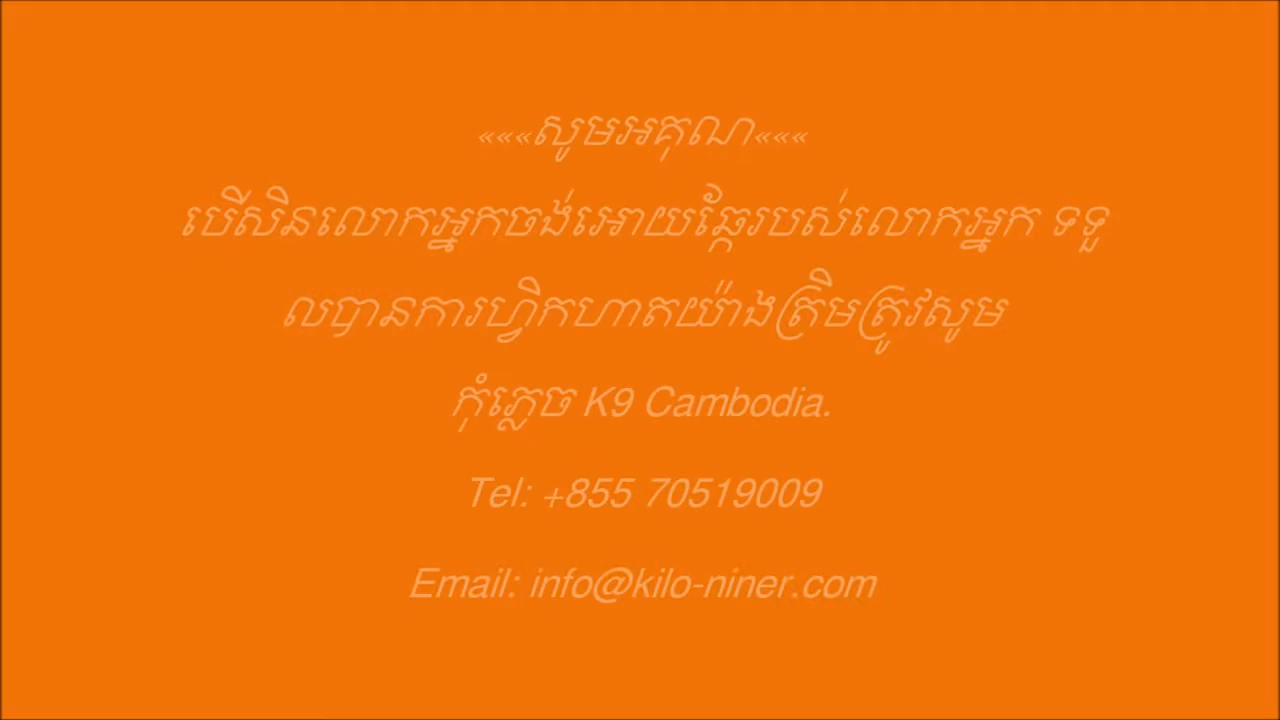 «««សូមអគុណ«««
បើសិនលោកអ្នកចង់អោយឆ្កែរបស់លោកអ្នក ទទួ
លបានការហ្វិកហាតយ៉ាងត្រិមត្រូវសូម
កុំភ្លេច K9 Cambodia.
Tel: +855 70519009
Email: info@kilo-niner.com